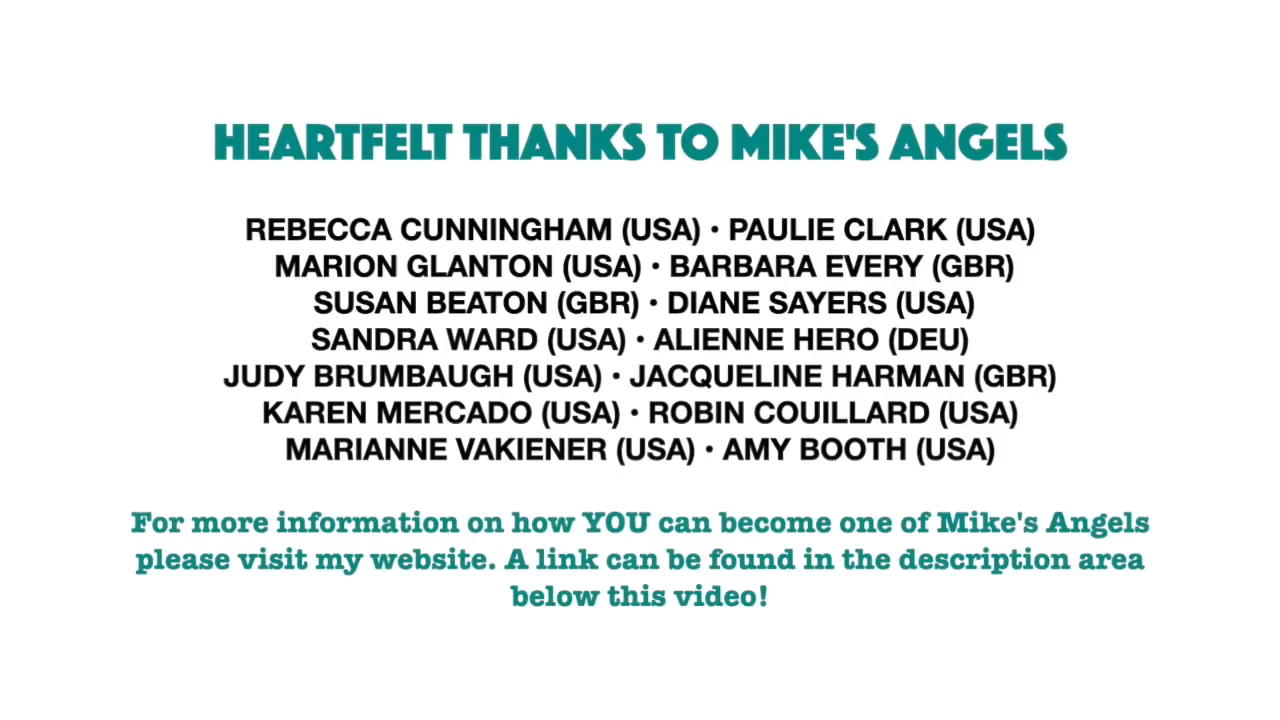 HEARTFELT THANKS TO MIKE'S ANGELS
REBECCA CUNNINGHAM (USA) • PAULIE CLARK (USA)
MARION GLANTON (USA) • BARBARA EVERY (GBR)
SUSAN BEATON (GBR) • DIANE SAYERS (USA)
SANDRA WARD (USA) • ALIENNE HERO (DEU)
JUDY BRUMBAUGH (USA) • JACQUELINE HARMAN (GBR)
KAREN MERCADO (USA) • ROBIN COUILLARD (USA)
MARIANNE VAKIENER (USA) • AMY BOOTH (USA)
For more information on how YOU can become one of Mike's Angels
please visit my website. A link can be found in the description area
below this video!